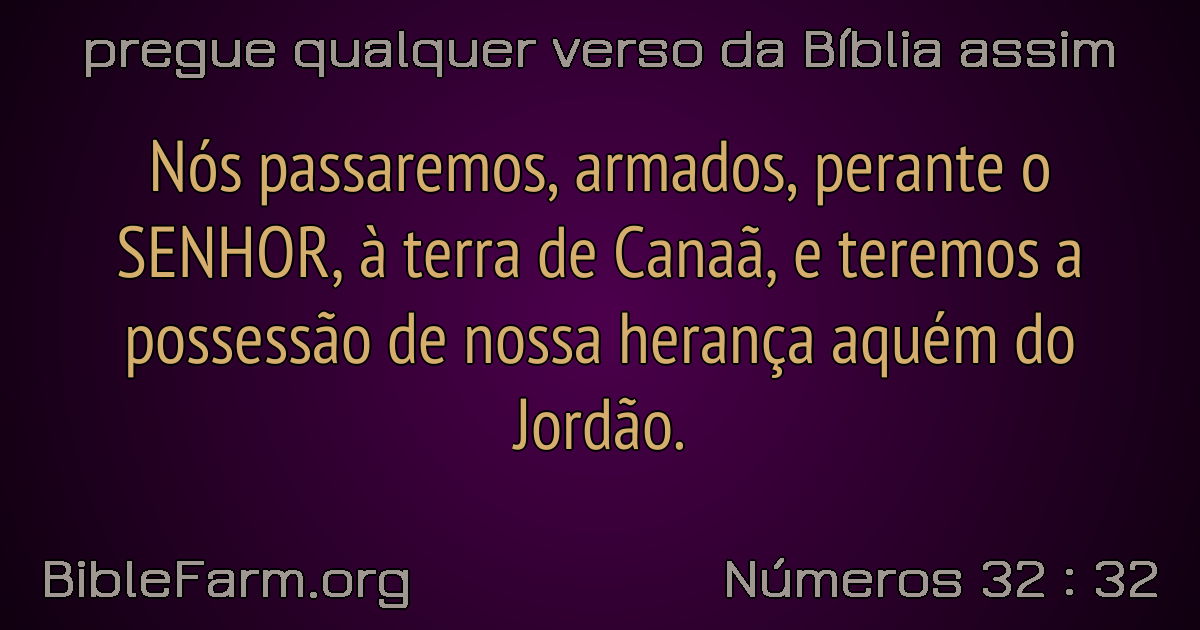 pregue qualquer verso da Bíblia assim
Nós passaremos, armados, perante o
SENHOR, à terra de Canaã, e teremos a
possessão de nossa herança aquém do
Jordão.
BibleFarm.org
Números 32 : 32